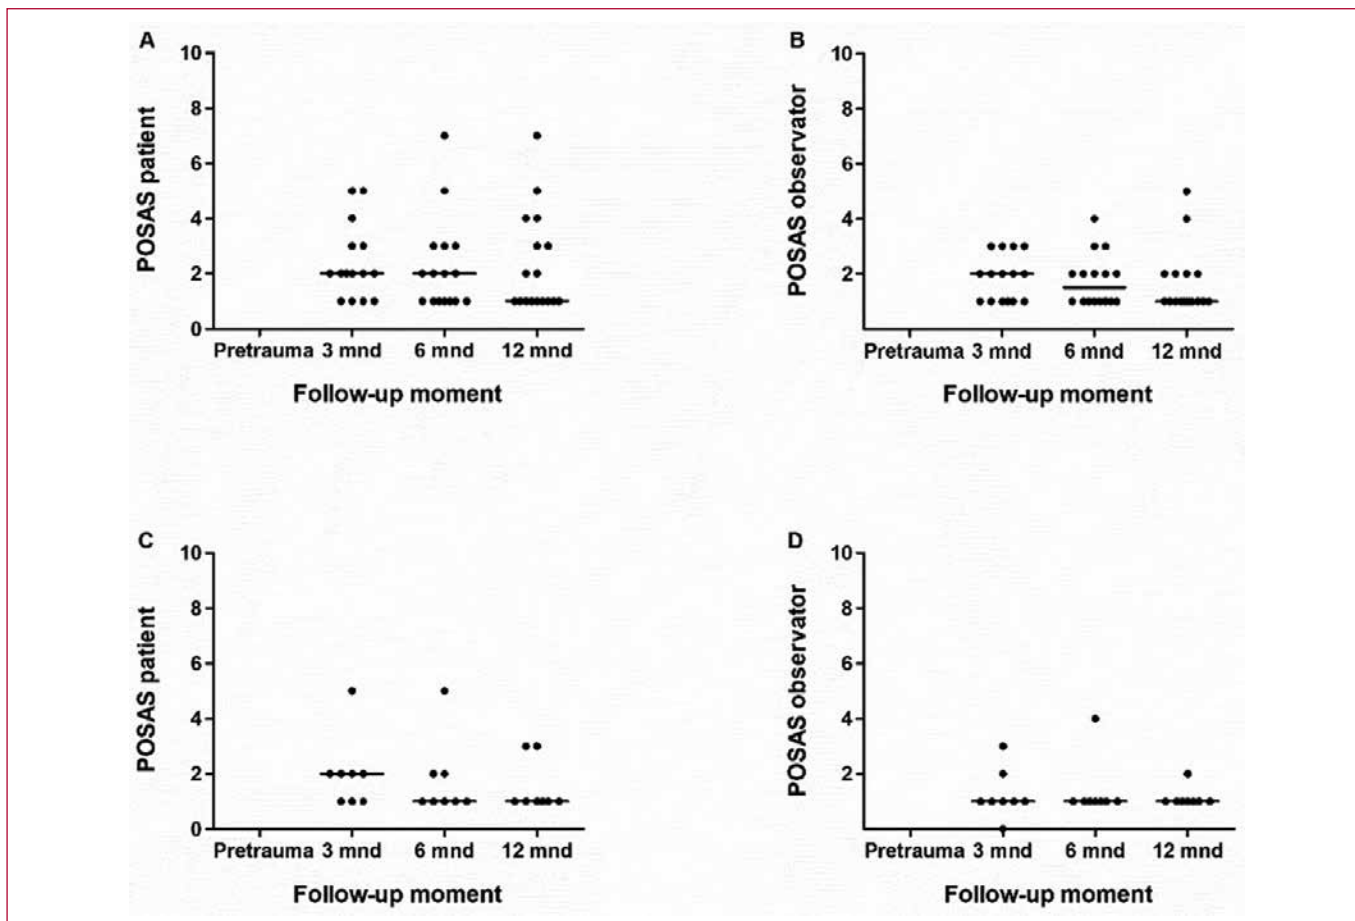 A
10
8
6
4
2
0
POSAS patient
Pretrauma 3 mnd 6 mnd 12 mnd
Follow-up moment
B
10
8
6
4
2
POSAS observator
Pretrauma 3 mnd 6 mnd 12 mnd
Follow-up moment
C
10
8
6
4
2
0
POSAS patient
Pretrauma 3 mnd 6 mnd 12 mnd
Follow-up moment
D
10
8
6
4
2
POSAS observator
Pretrauma 3 mnd 6 mnd 12 mnd
Follow-up moment